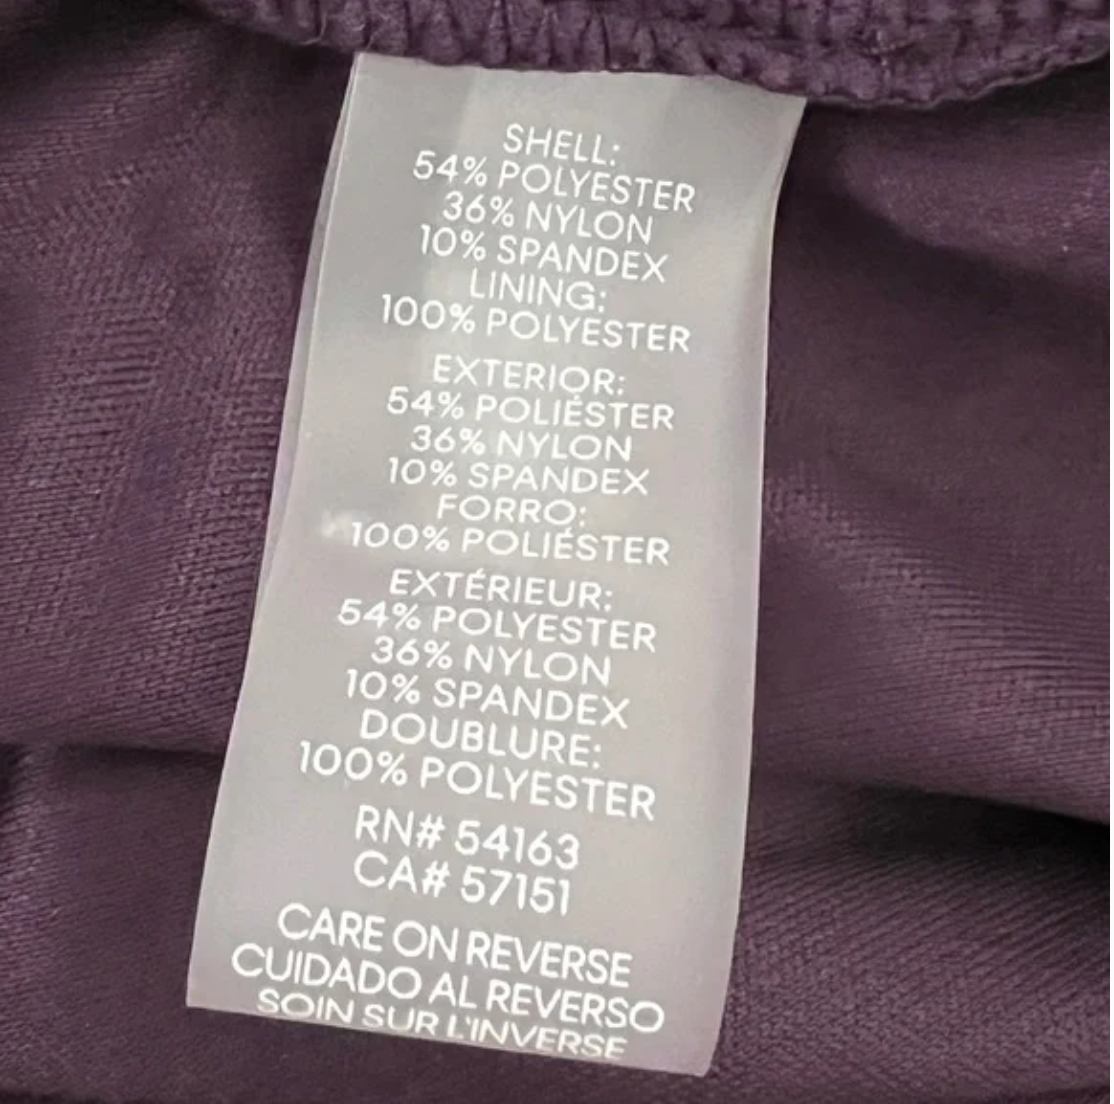 SHELL:
54% POLYESTER
36% NYLON
10% SPANDEX
LINING:
100% POLYESTER
EXTERIOR:
54% POLIÉSTER
36% NYLON
10% SPANDEX
FORRO:
100% POLIÉSTER
EXTÉRIEUR:
54% POLYESTER
36% NYLON
10% SPANDEX
DOUBLURE:
100% POLYESTER
RN# 54163
CA# 57151
CARE ON REVERSE
CUIDADO AL REVERSO
SOIN SUR L'INVERSE